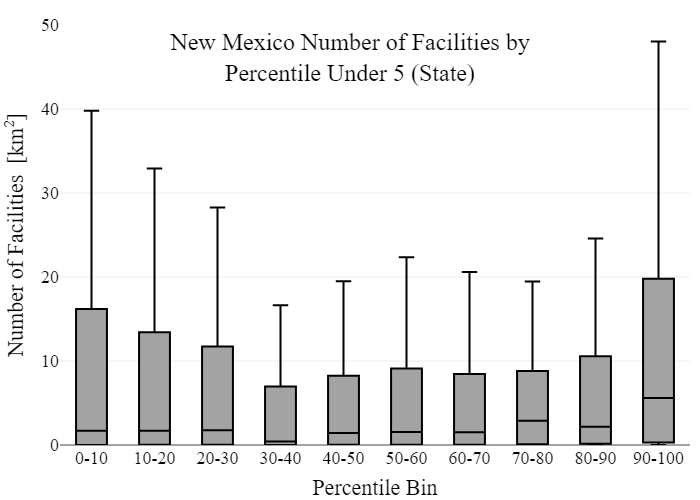 New Mexico Number of Facilities by
Percentile Under 5 (State)
Number of Facilities [km²]
50
40
30
20
10
0
0-10 10-20 20-30 30-40 40-50 50-60 60-70 70-80 80-90 90-100
Percentile Bin